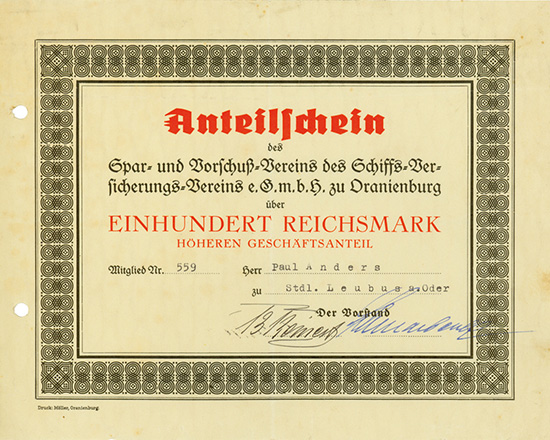 Anteilschein
des
Spar- und Vorschuß-Vereins des Schiffs-Ver-
sicherungs-Vereins e.G.m.b.H. zu Oranienburg
über
EINHUNDERT REICHSMARK
HÖHEREN GESCHÄFTSANTEIL
Mitglied Nr. 559 Herr Paul Anders
zu Stdl. Leubus a.Oder
Der Vorstand
Druck: Möller, Oranienburg